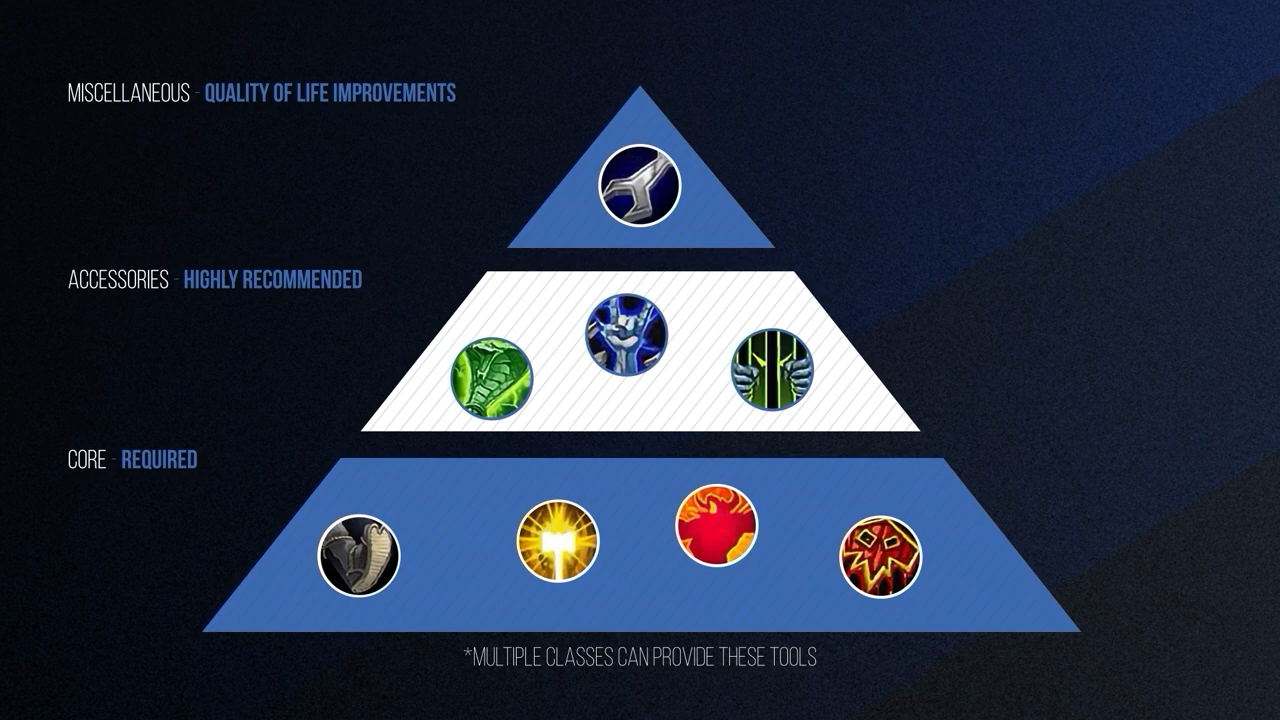 MISCELLANEOUS - QUALITY OF LIFE IMPROVEMENTS
ACCESSORIES - HIGHLY RECOMMENDED
CORE - REQUIRED
*MULTIPLE CLASSES CAN PROVIDE THESE TOOLS